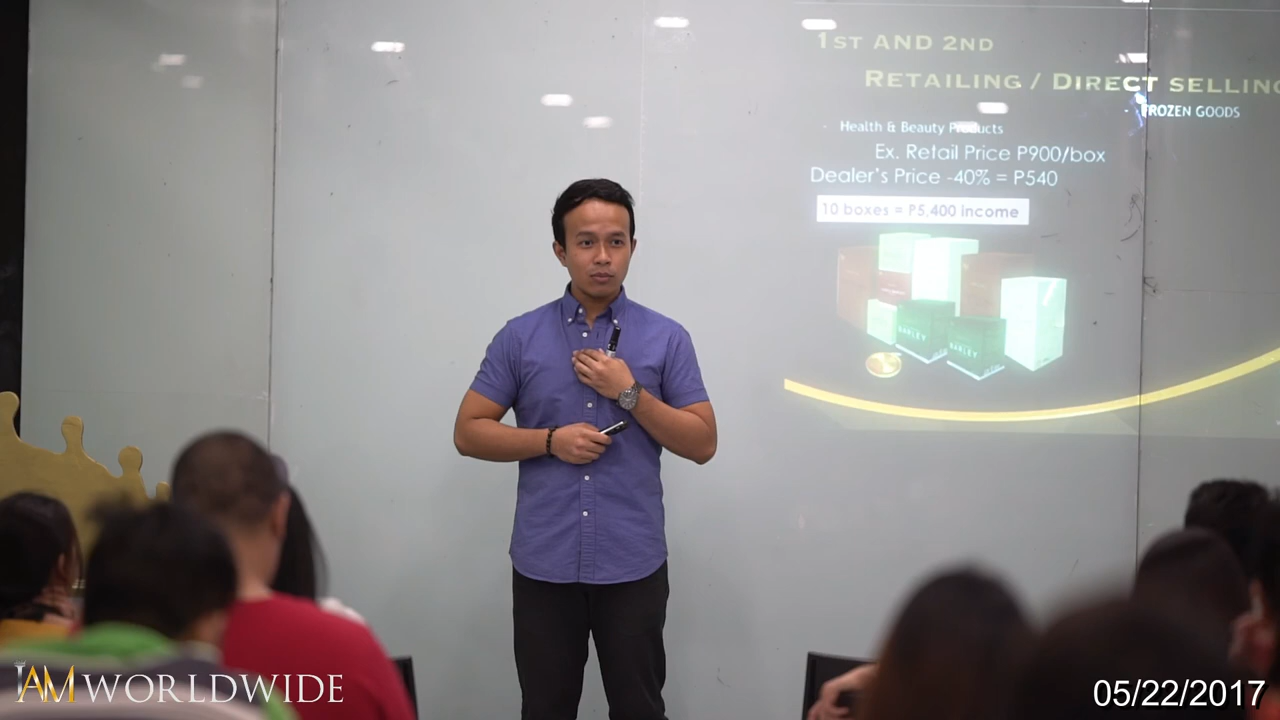 1ST AND 2ND
RETAILING / DIRECT SELLING
- FROZEN GOODS
- Health & Beauty Products
Ex. Retail Price P900/box
Dealer's Price -40% = P540
10 boxes = P5,400 income
BARLEY
BARLEY
IAM WORLDWIDE
05/22/2017